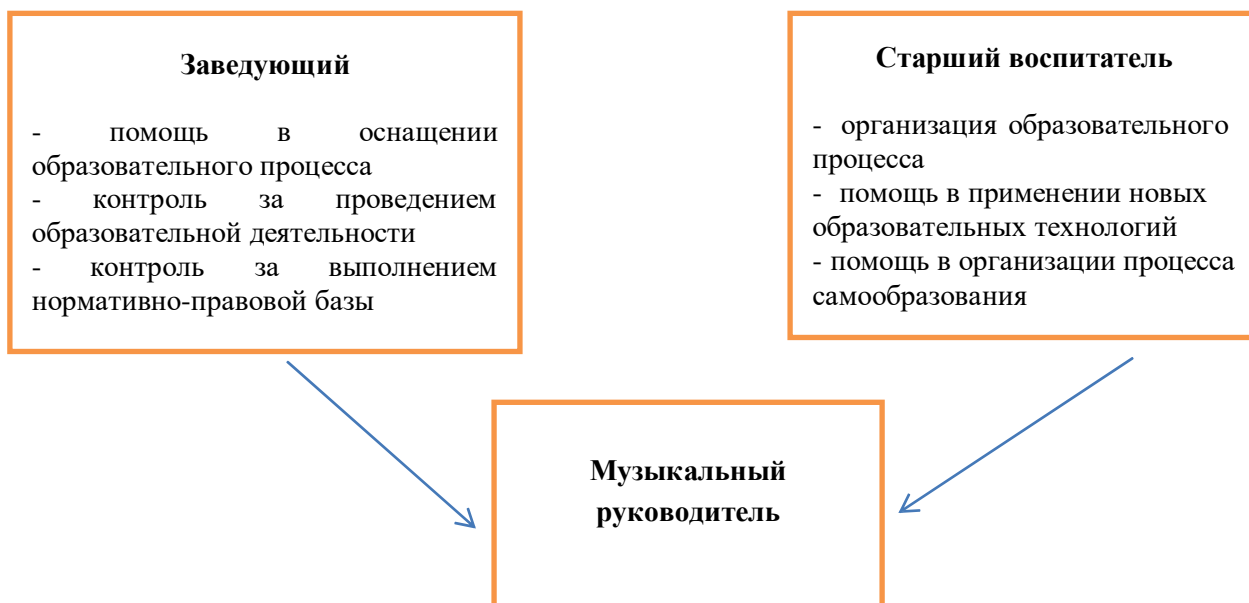 Заведующий
- помощь в оснащении
образовательного процесса
- контроль за проведением
образовательной деятельности
- контроль за выполнением
нормативно-правовой базы
Старший воспитатель
- организация образовательного
процесса
- помощь в применении новых
образовательных технологий
- помощь в организации процесса
самообразования
Музыкальный
руководитель